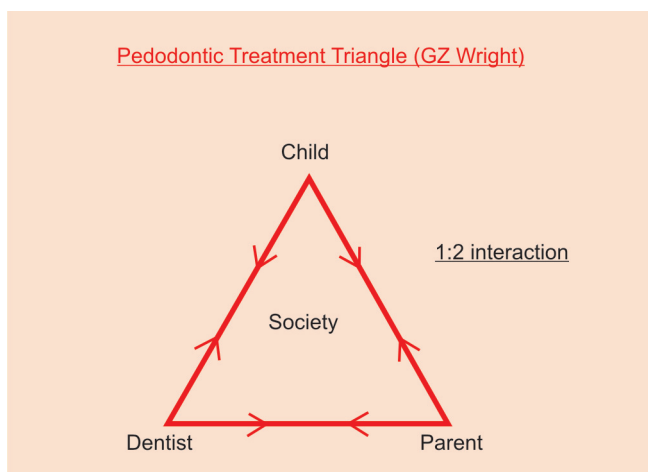 Pedodontic Treatment Triangle (GZ Wright)
Child
1:2 interaction
Society
Dentist
Parent